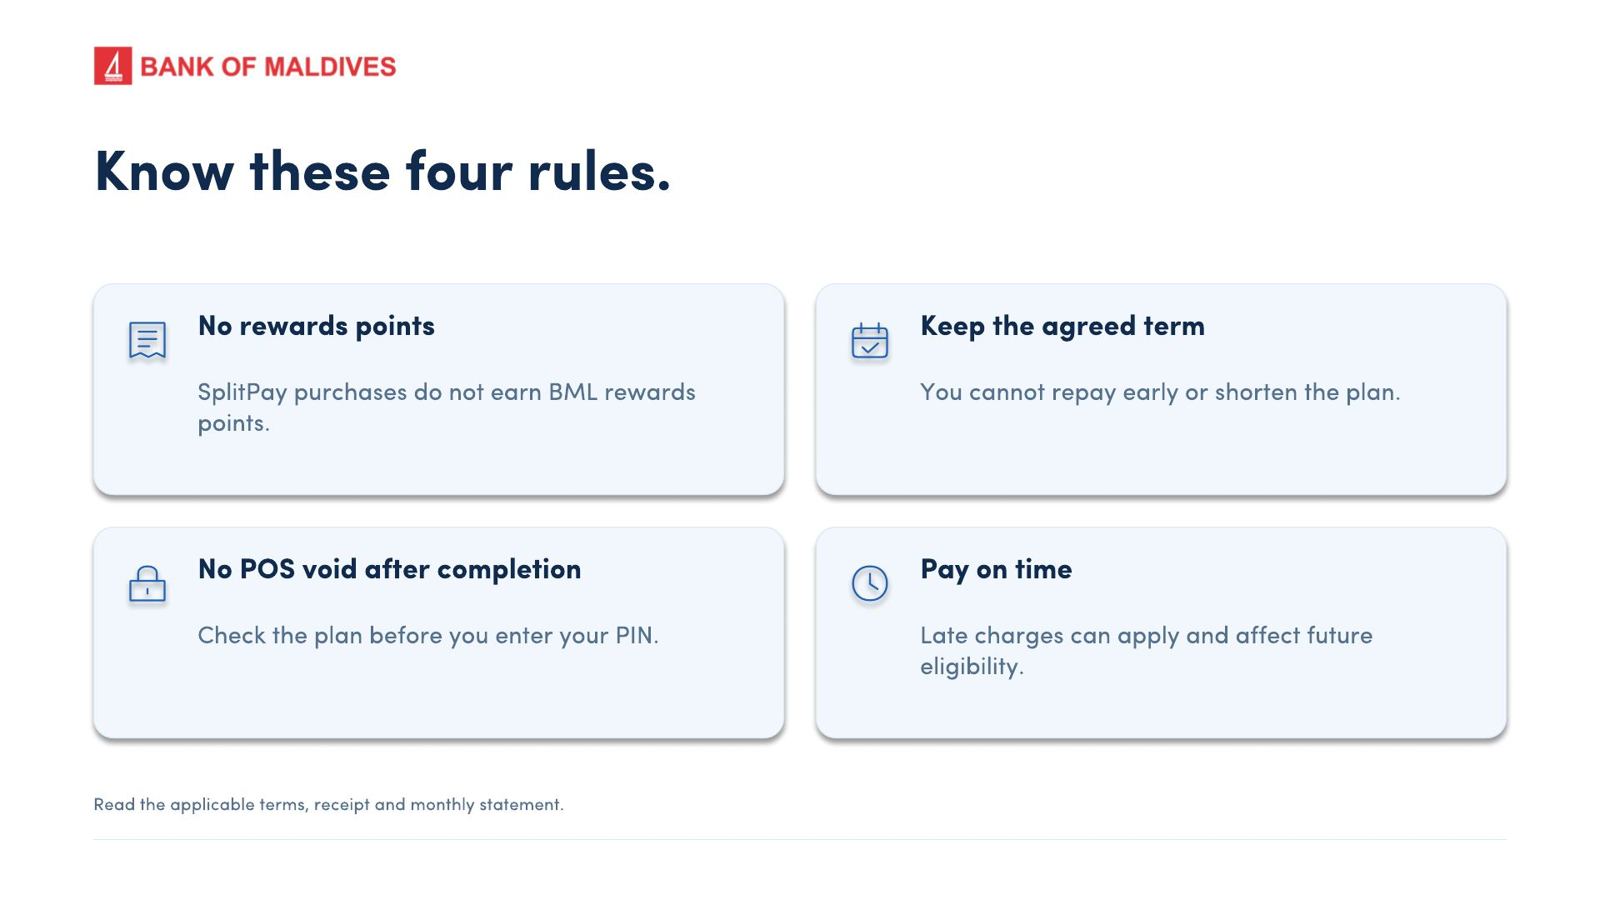 BANK OF MALDIVES
Know these four rules.
No rewards points
SplitPay purchases do not earn BML rewards
points.
Keep the agreed term
You cannot repay early or shorten the plan.
No POS void after completion
Check the plan before you enter your PIN.
Pay on time
Late charges can apply and affect future
eligibility.
Read the applicable terms, receipt and monthly statement.